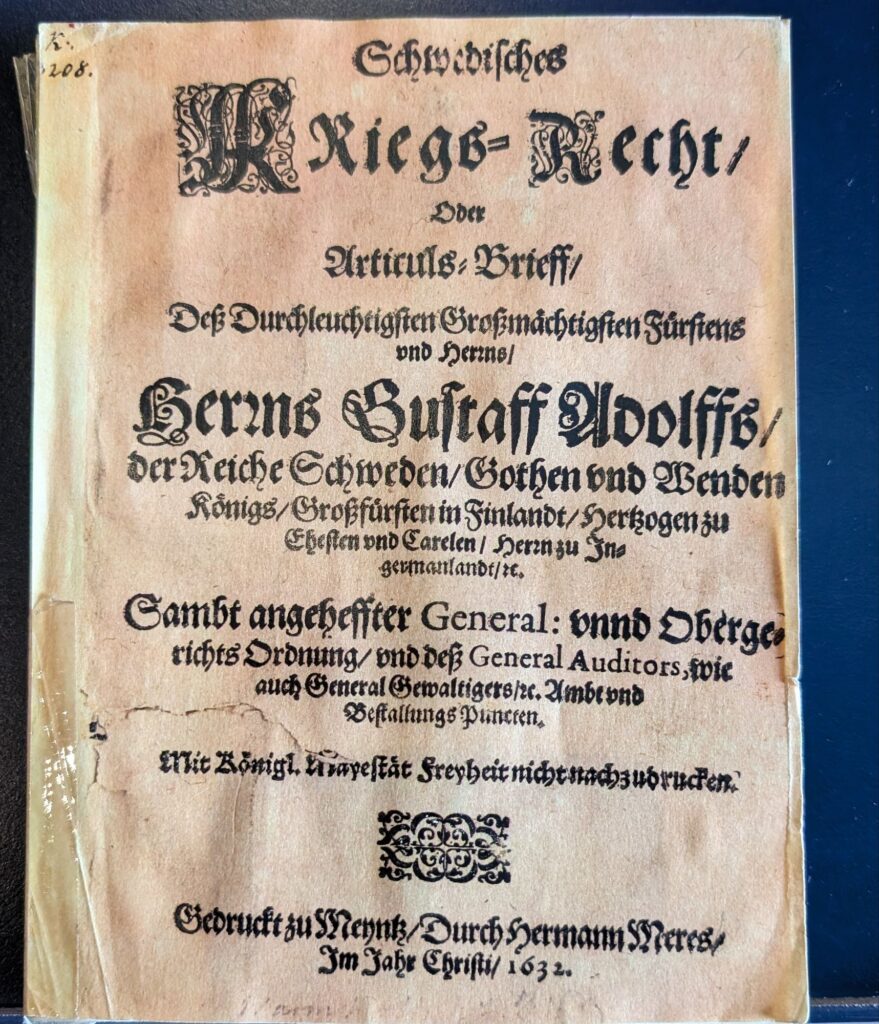 K.
208.
Schwedisches
KRiegs⸗Recht/
Oder
Articuls⸗Brieff/
Deß Durchleuchtigsten Großmächtigsten Fürstens
vnd Herrns/
Herrns Gustaff Adolffs/
der Reiche Schweden/Gothen vnd Wenden
Königs/Großfürsten in Finlandt/Hertzogen zu
Ehesten vnd Carelen/ Herrn zu In⸗
germanlandt/ꝛc.
Sambt angeheffter General: vnnd Oberge⸗
richts Ordnung/vnd deß General Auditors, wie
auch General Gewaltigers/ꝛc. Ambt vnd
Bestallungs Puncten.
Mit Königl. Mayestät Freyheit nicht nachzudrucken.
Gedruckt zu Meyntz/Durch Hermann Meres/
Im Jahr Christi/ 1632.